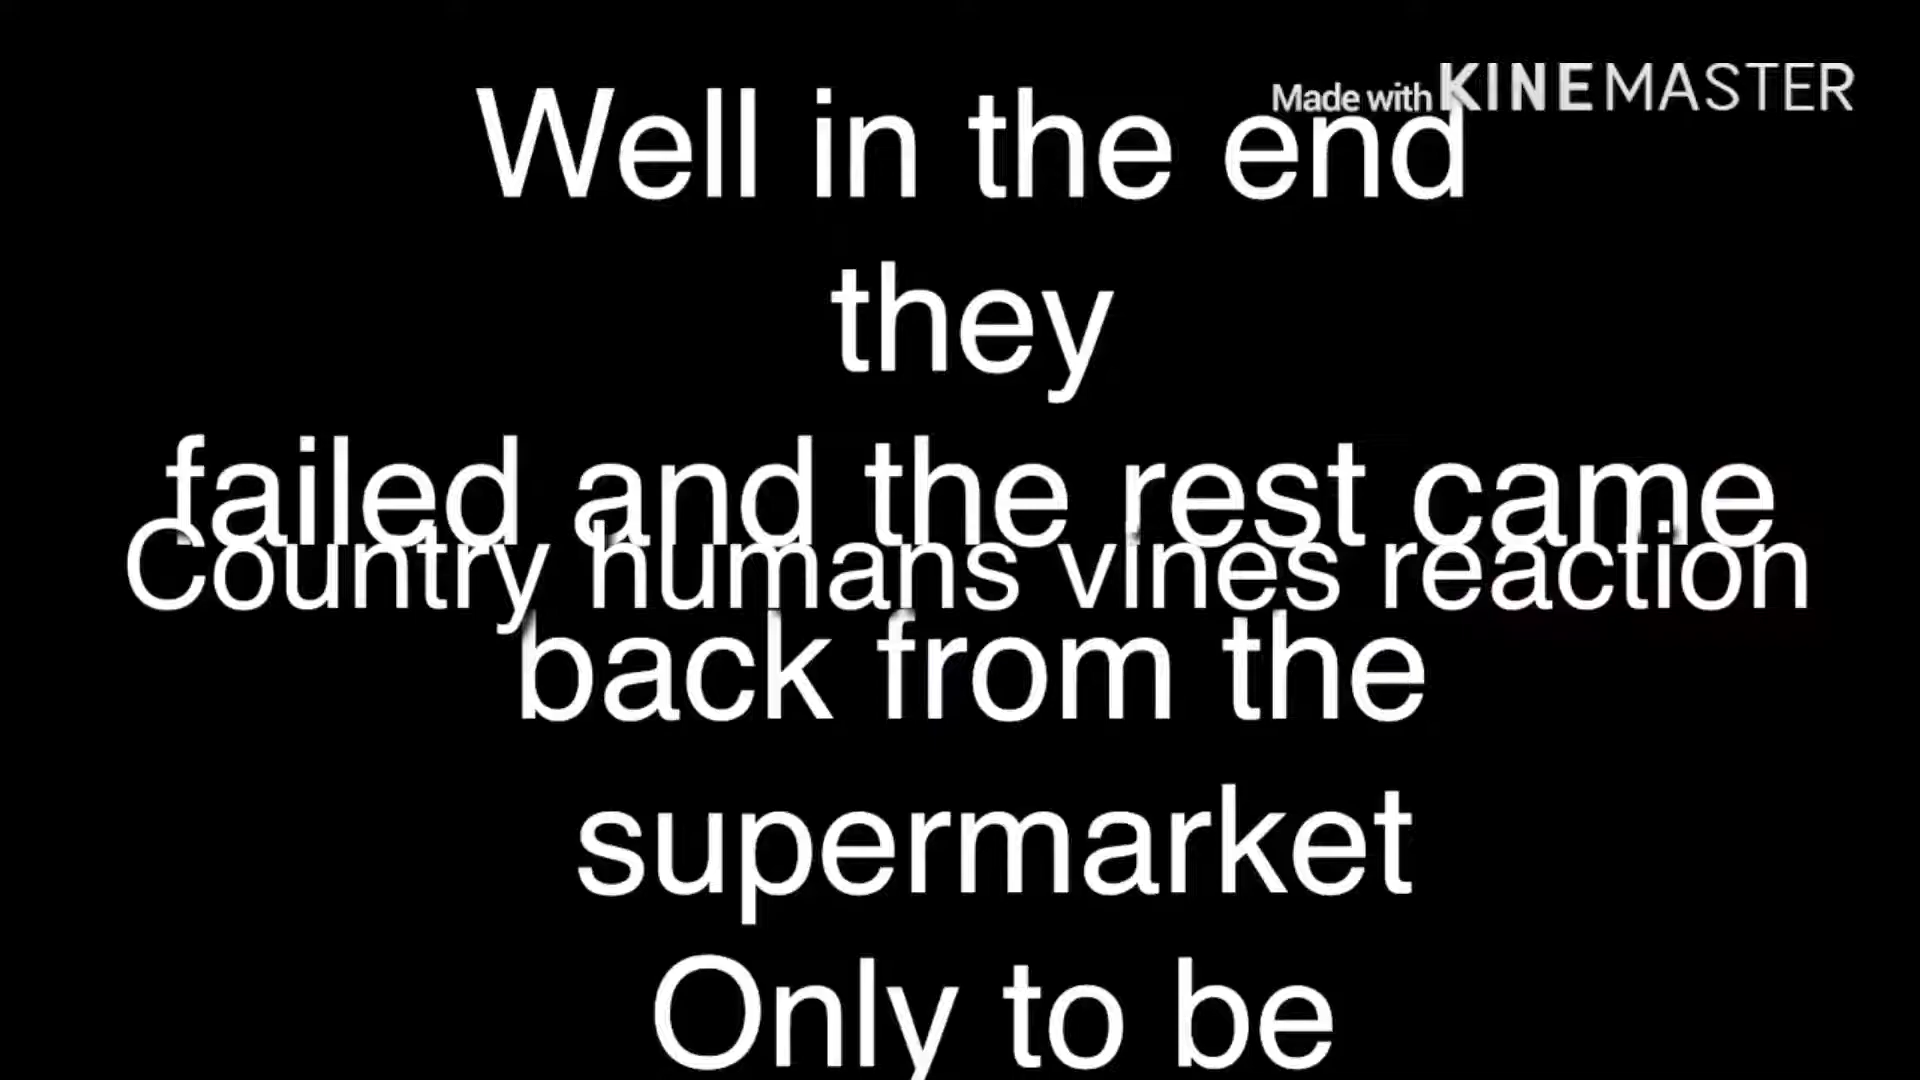 Made with KINEMASTER
Well in the end
they
failed and the rest came
Country humans vines reaction
back from the
supermarket
Only to be